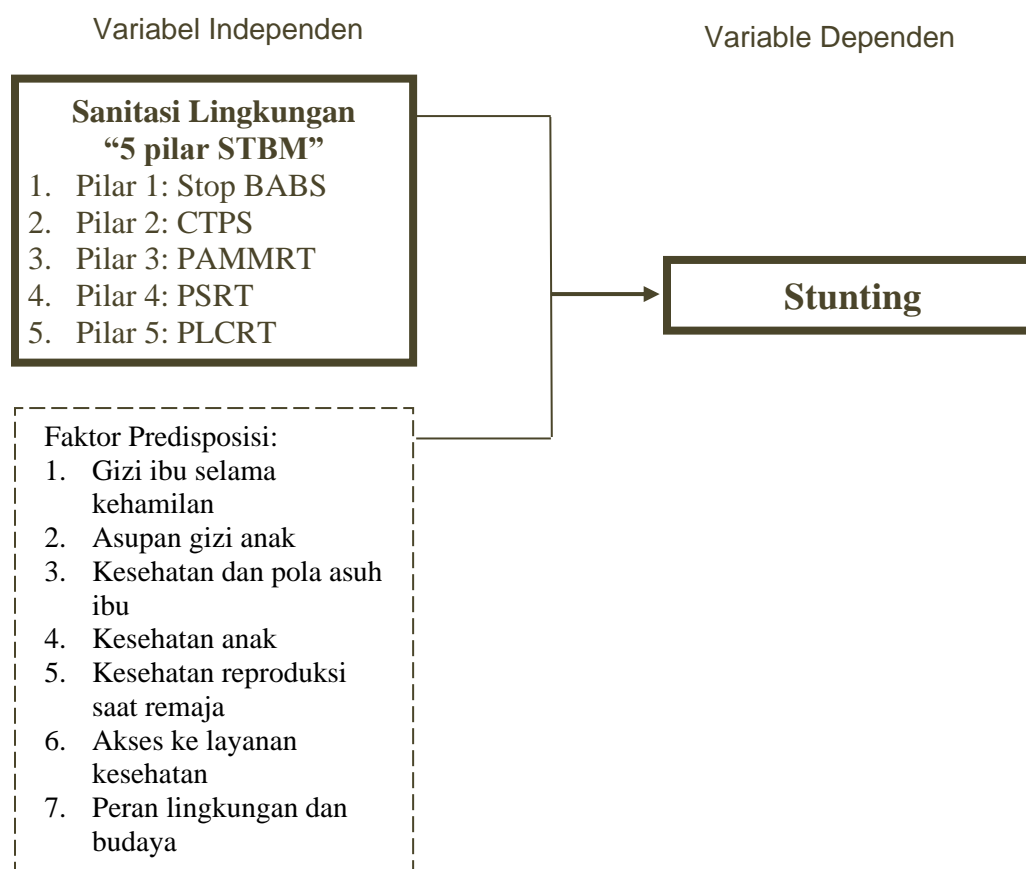 Variabel Independen
Variable Dependen
Sanitasi Lingkungan
“5 pilar STBM”
1. Pilar 1: Stop BABS
2. Pilar 2: CTPS
3. Pilar 3: PAMMRT
4. Pilar 4: PSRT
5. Pilar 5: PLCRT
Stunting
Faktor Predisposisi:
1. Gizi ibu selama
kehamilan
2. Asupan gizi anak
3. Kesehatan dan pola asuh
ibu
4. Kesehatan anak
5. Kesehatan reproduksi
saat remaja
6. Akses ke layanan
kesehatan
7. Peran lingkungan dan
budaya